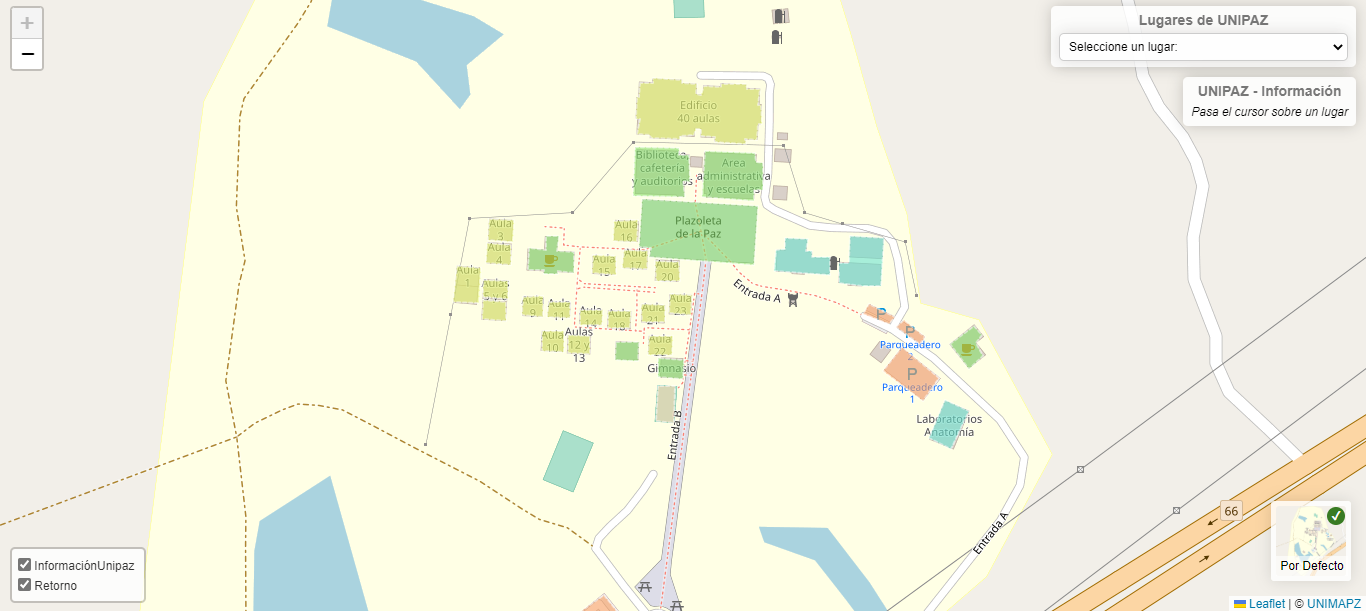 +
−
Lugares de UNIPAZ
Seleccione un lugar:
UNIPAZ - Información
Pasa el cursor sobre un lugar
Edificio
40 aulas
Biblioteca,
cafetería
y auditorios
Area
administrativa
y escuelas
Plazoleta
de la Paz
Aula
3
Aula
4
Aula
1
Aulas
5 y 6
Aula
16
Aula
15
Aula
17
Aula
20
Aula
9
Aula
11
Aula
14
Aula
18
Aula
21
Aula
23
Aula
10
Aulas
12 y
13
Aula
22
Gimnasio
Entrada A
Entrada B
P
P
Parqueadero
2
P
Parqueadero
1
Laboratorios
Anatomía
Entrada A
66
InformaciónUnipaz
Retorno
Por Defecto
Leaflet | © UNIMAPZ